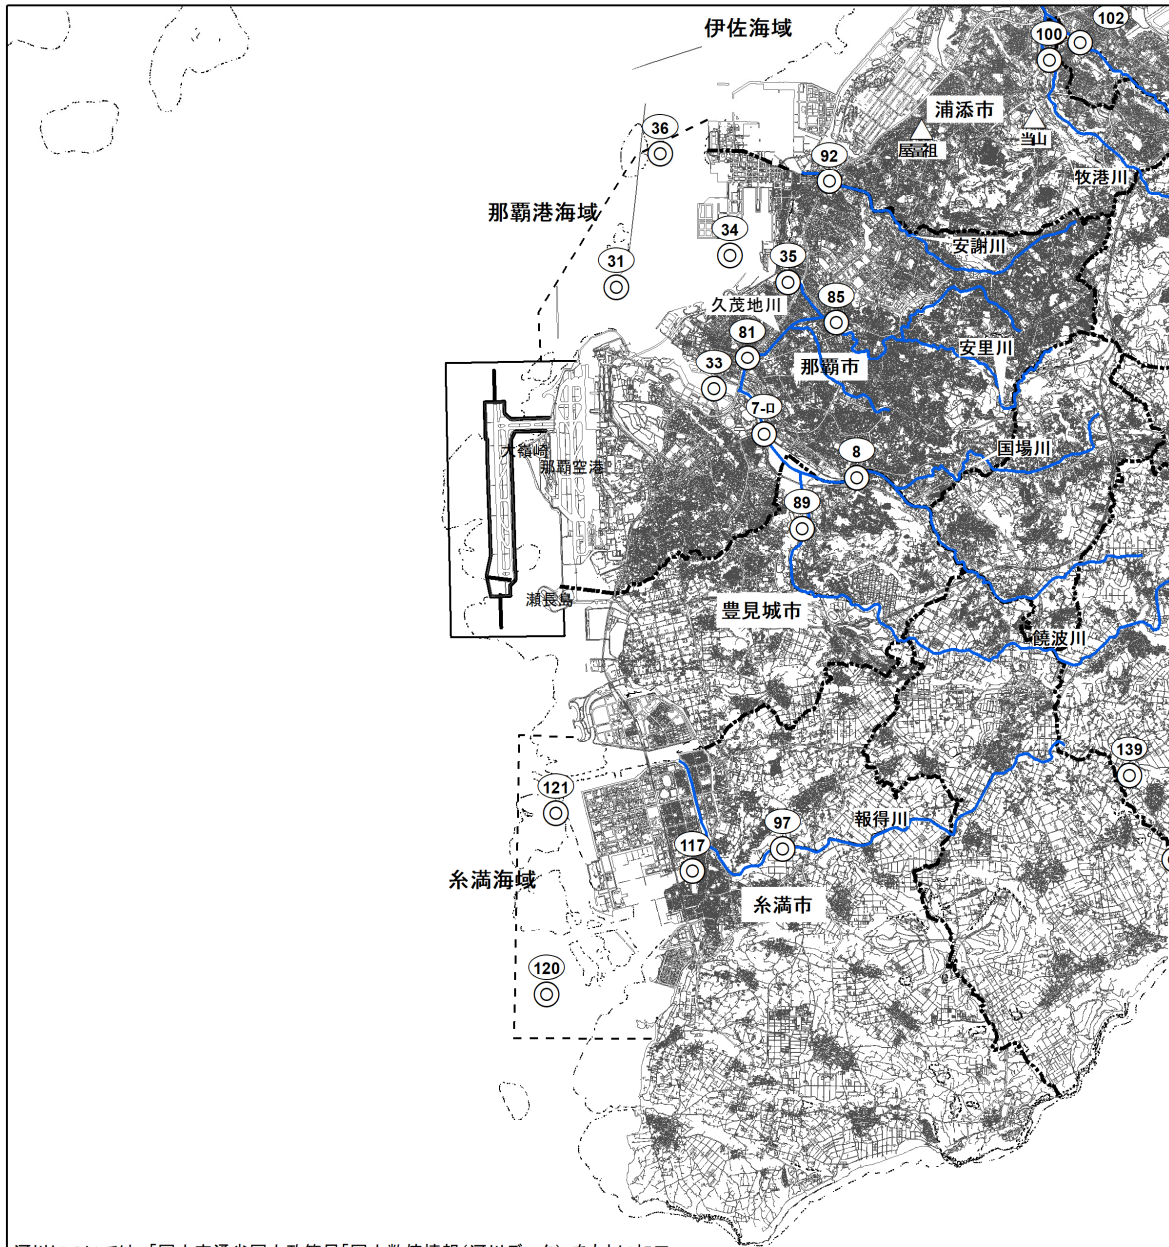 伊佐海域
102
100
36
浦添市
屋祖
当山
92
牧港川
那覇港海域
34
安謝川
31
35
久茂地川
85
81
安里川
那覇市
33
7-ロ
国場川
8
大嶺崎
那覇空港
89
瀬長島
豊見城市
饒波川
139
121
報得川
97
117
糸満海域
糸満市
120